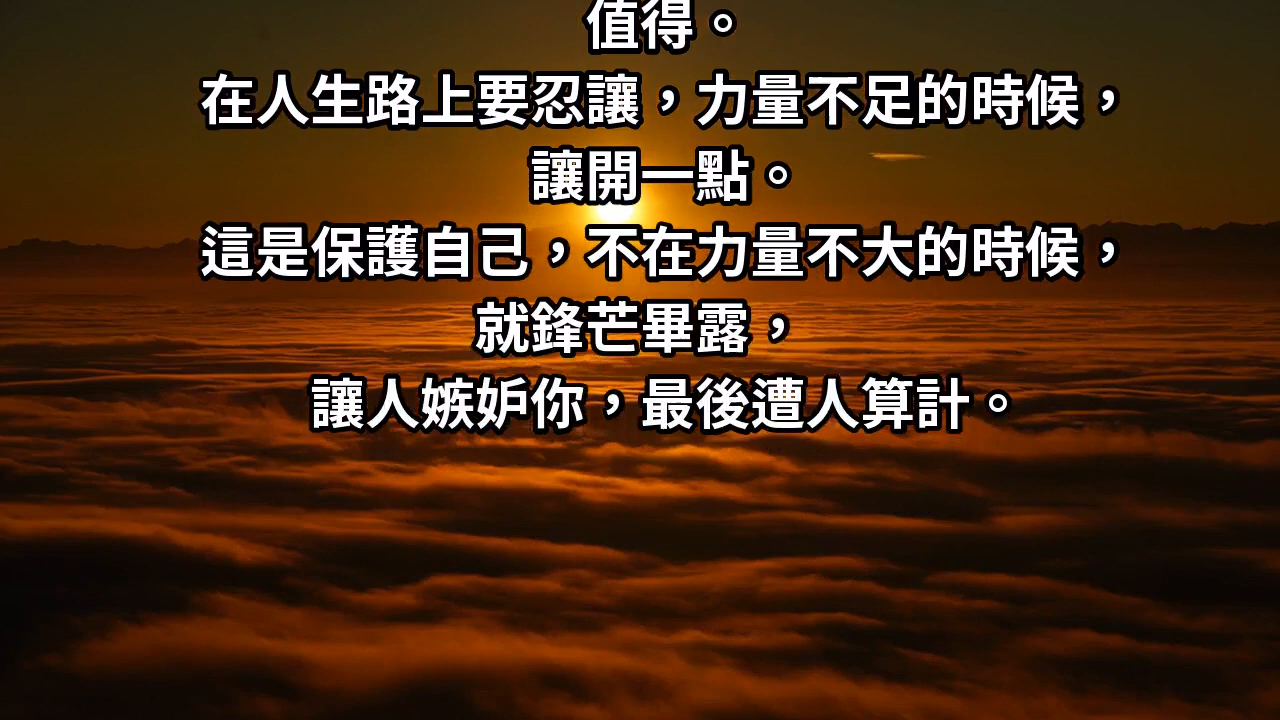 值得。
在人生路上要忍讓，力量不足的時候，
讓開一點。
這是保護自己，不在力量不大的時候，
就鋒芒畢露，
讓人嫉妒你，最後遭人算計。